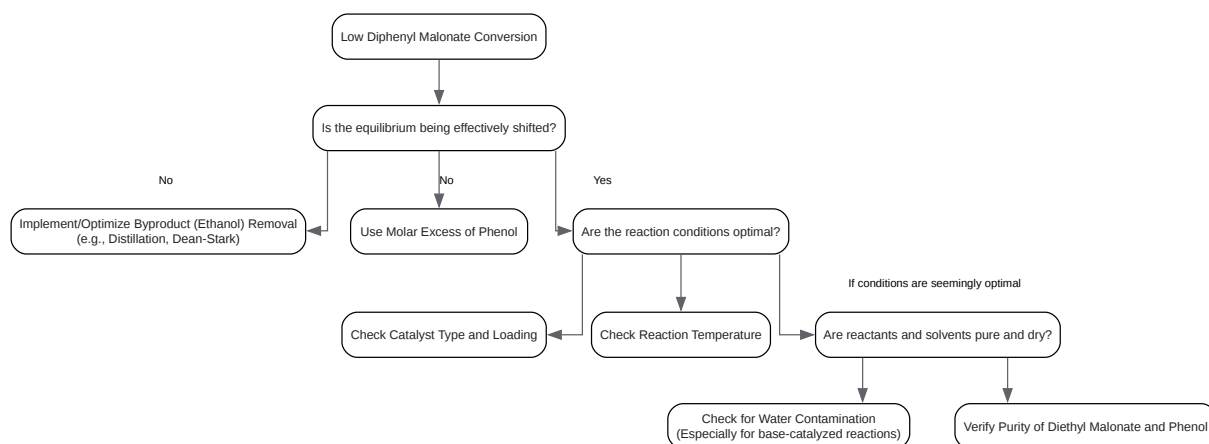 Low Diphenyl Malonate Conversion
Is the equilibrium being effectively shifted?
No
No
Yes
Implement/Optimize Byproduct (Ethanol) Removal
(e.g., Distillation, Dean-Stark)
Use Molar Excess of Phenol
Are the reaction conditions optimal?
If conditions are seemingly optimal
Check Catalyst Type and Loading
Check Reaction Temperature
Are reactants and solvents pure and dry?
Check for Water Contamination
(Especially for base-catalyzed reactions)
Verify Purity of Diethyl Malonate and Phenol